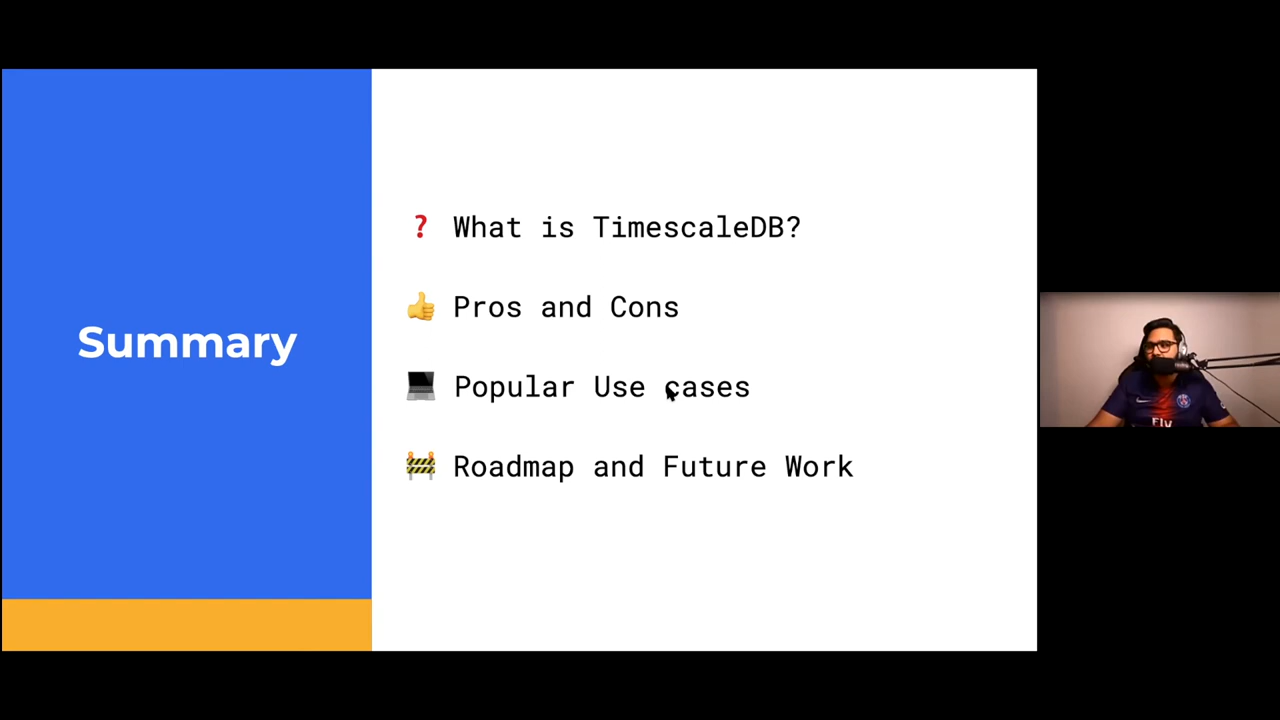 Summary
❓ What is TimescaleDB?
👍 Pros and Cons
💻 Popular Use cases
🚧 Roadmap and Future Work